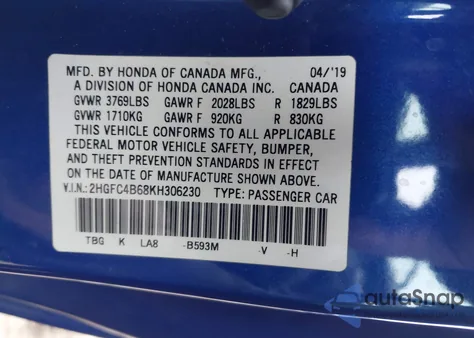 MFD. BY HONDA OF CANADA MFG., 04/'19
A DIVISION OF HONDA CANADA INC. CANADA
GVWR 3769LBS GAWR F 2028LBS R 1829LBS
GVWR 1710KG GAWR F 920KG R 830KG
THIS VEHICLE CONFORMS TO ALL APPLICABLE
FEDERAL MOTOR VEHICLE SAFETY, BUMPER,
AND THEFT PREVENTION STANDARDS IN EFFECT
ON THE DATE OF MANUFACTURE SHOWN ABOVE.
V.I.N.: 2HGFC4B68KH306230 TYPE: PASSENGER CAR
TBG K LA8 -B593M -V -H
autoSnap